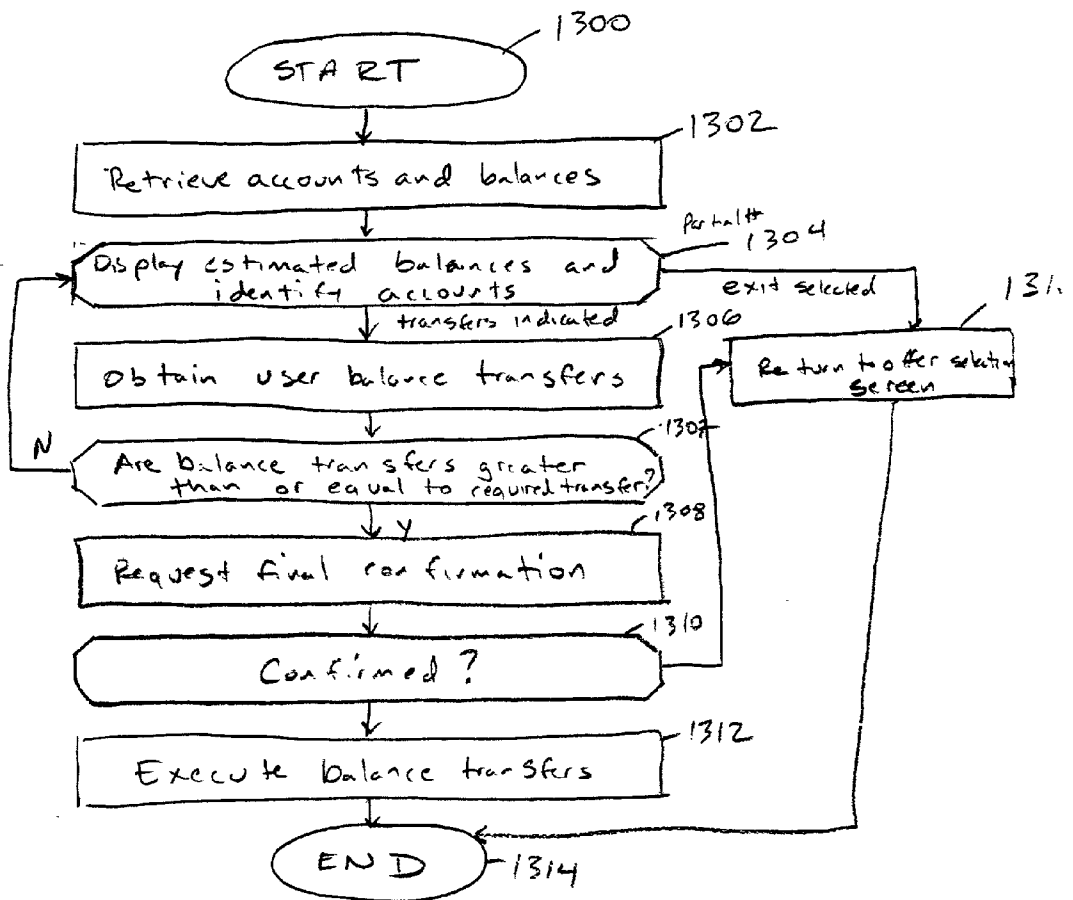 1300
START
1302
Retrieve accounts and balances
1304
Display estimated balances and
identify accounts
exit selected
131
transfers indicated
1306
Obtain user balance transfers
Return to offer selection
screen
1307
N
Are balance transfers greater
than or equal to required transfer?
Y
1308
Request final confirmation
1310
Confirmed?
1312
Execute balance transfers
END
1314